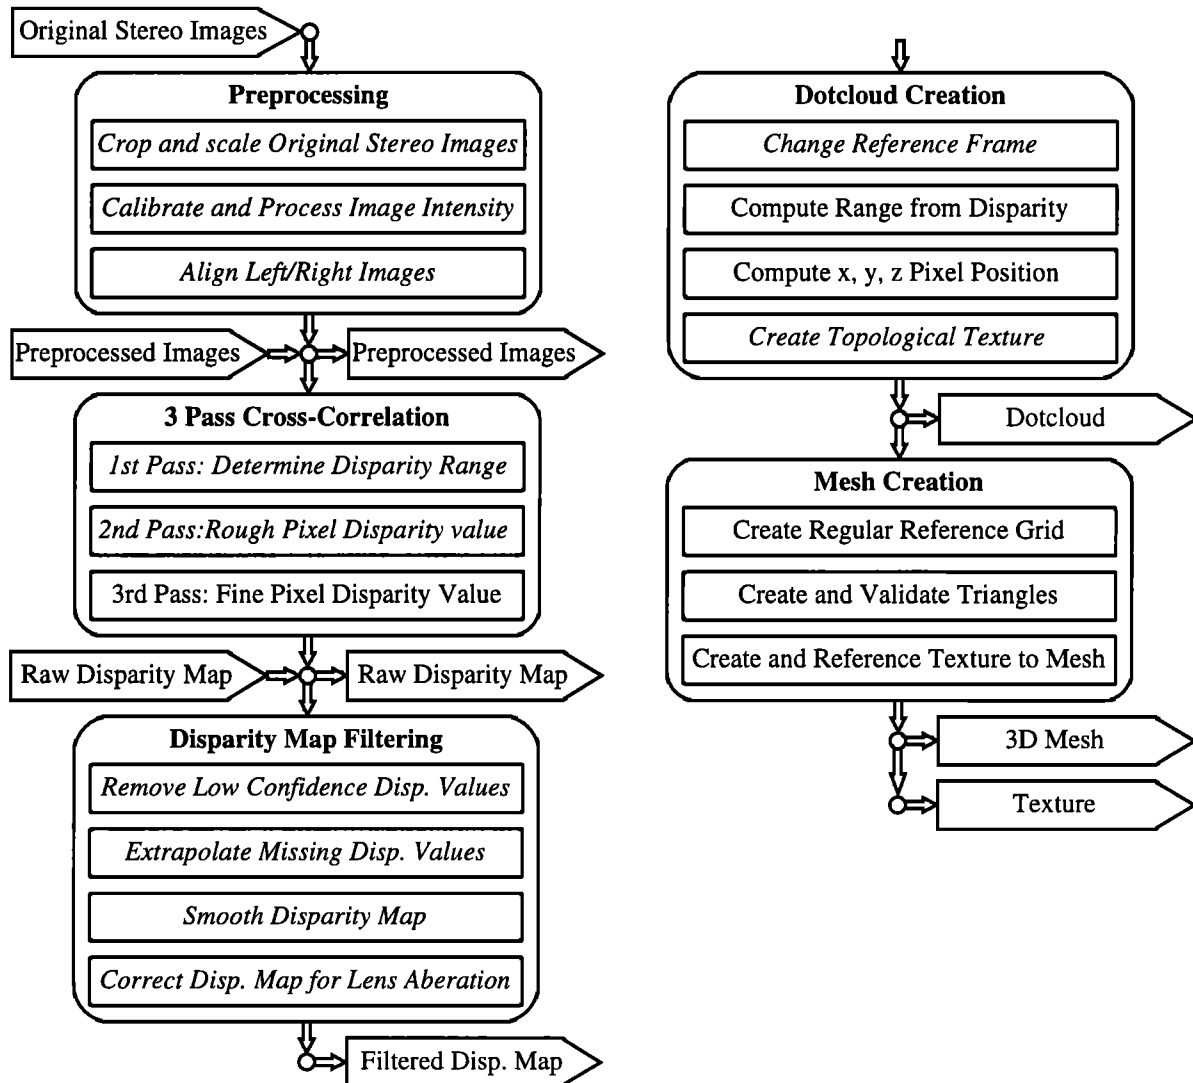 Original Stereo Images
Preprocessing
Crop and scale Original Stereo Images
Calibrate and Process Image Intensity
Align Left/Right Images
Preprocessed Images
Preprocessed Images
3 Pass Cross-Correlation
1st Pass: Determine Disparity Range
2nd Pass:Rough Pixel Disparity value
3rd Pass: Fine Pixel Disparity Value
Raw Disparity Map
Raw Disparity Map
Disparity Map Filtering
Remove Low Confidence Disp. Values
Extrapolate Missing Disp. Values
Smooth Disparity Map
Correct Disp. Map for Lens Aberation
Filtered Disp. Map
Dotcloud Creation
Change Reference Frame
Compute Range from Disparity
Compute x, y, z Pixel Position
Create Topological Texture
Dotcloud
Mesh Creation
Create Regular Reference Grid
Create and Validate Triangles
Create and Reference Texture to Mesh
3D Mesh
Texture